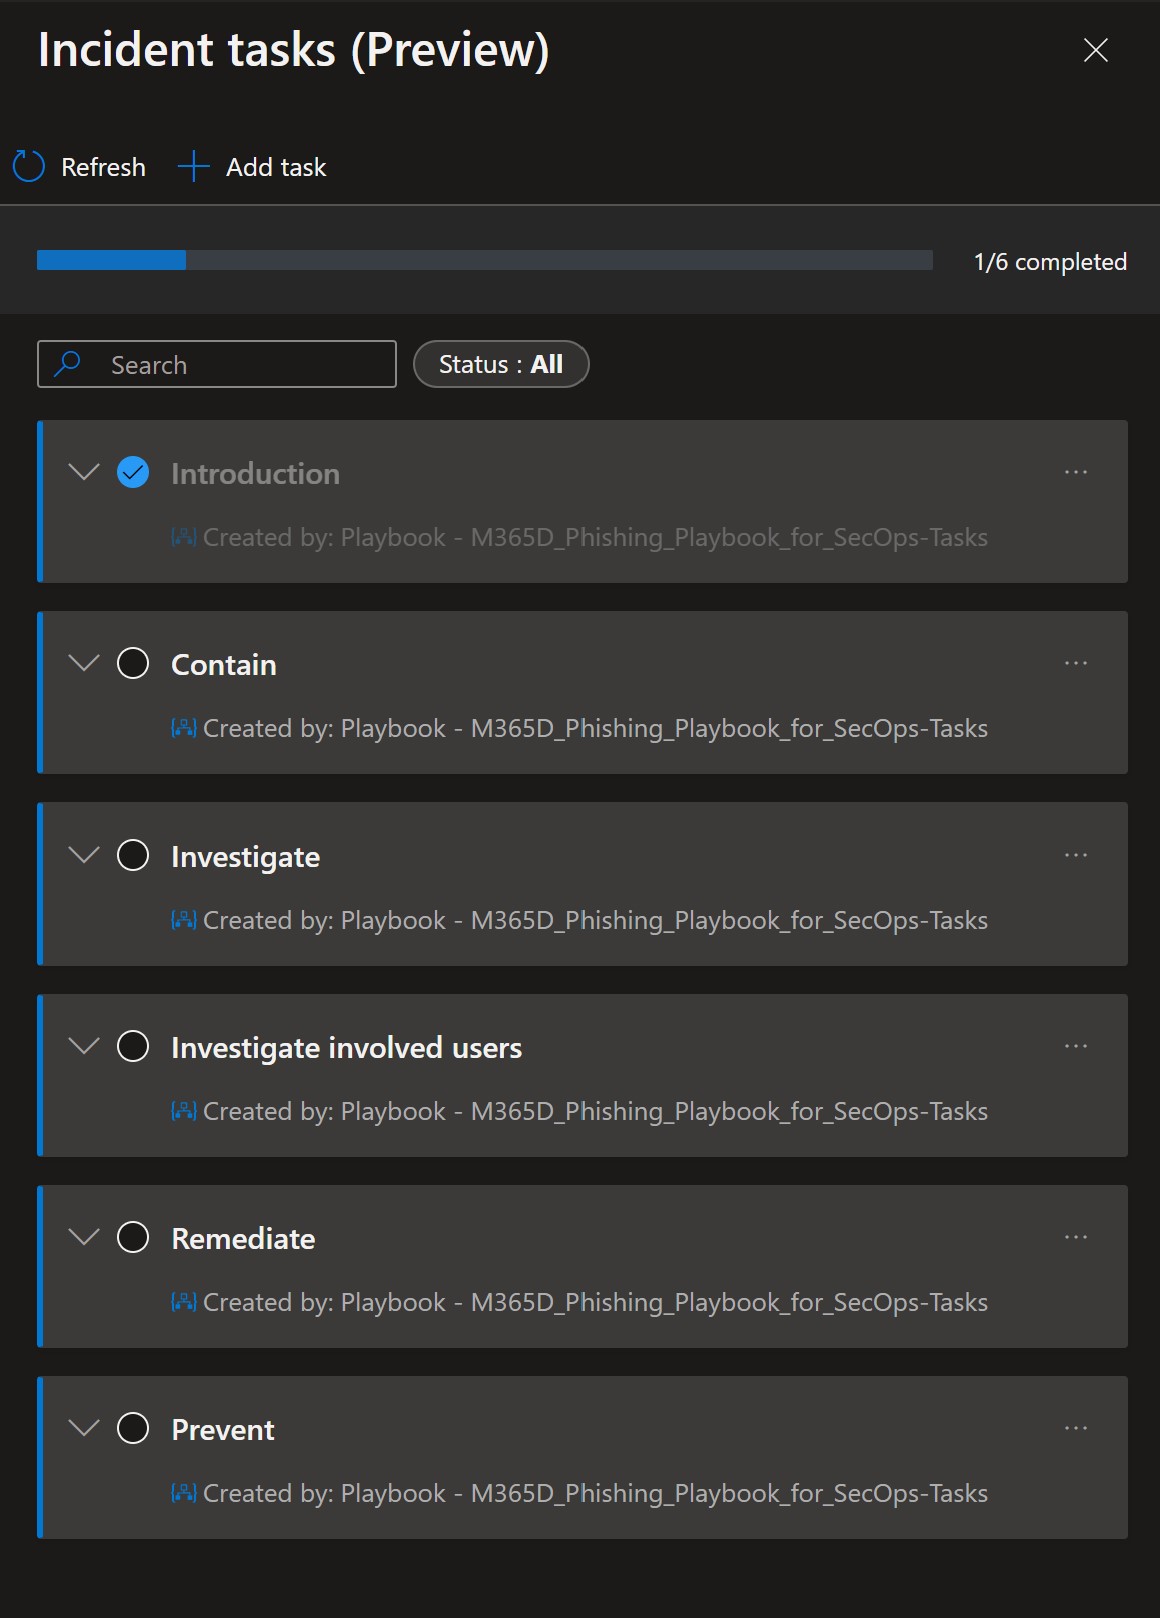 Incident tasks (Preview)
Refresh
Add task
1/6 completed
Search
Status : All
Introduction
Created by: Playbook - M365D_Phishing_Playbook_for_SecOps-Tasks
Contain
Created by: Playbook - M365D_Phishing_Playbook_for_SecOps-Tasks
Investigate
Created by: Playbook - M365D_Phishing_Playbook_for_SecOps-Tasks
Investigate involved users
Created by: Playbook - M365D_Phishing_Playbook_for_SecOps-Tasks
Remediate
Created by: Playbook - M365D_Phishing_Playbook_for_SecOps-Tasks
Prevent
Created by: Playbook - M365D_Phishing_Playbook_for_SecOps-Tasks